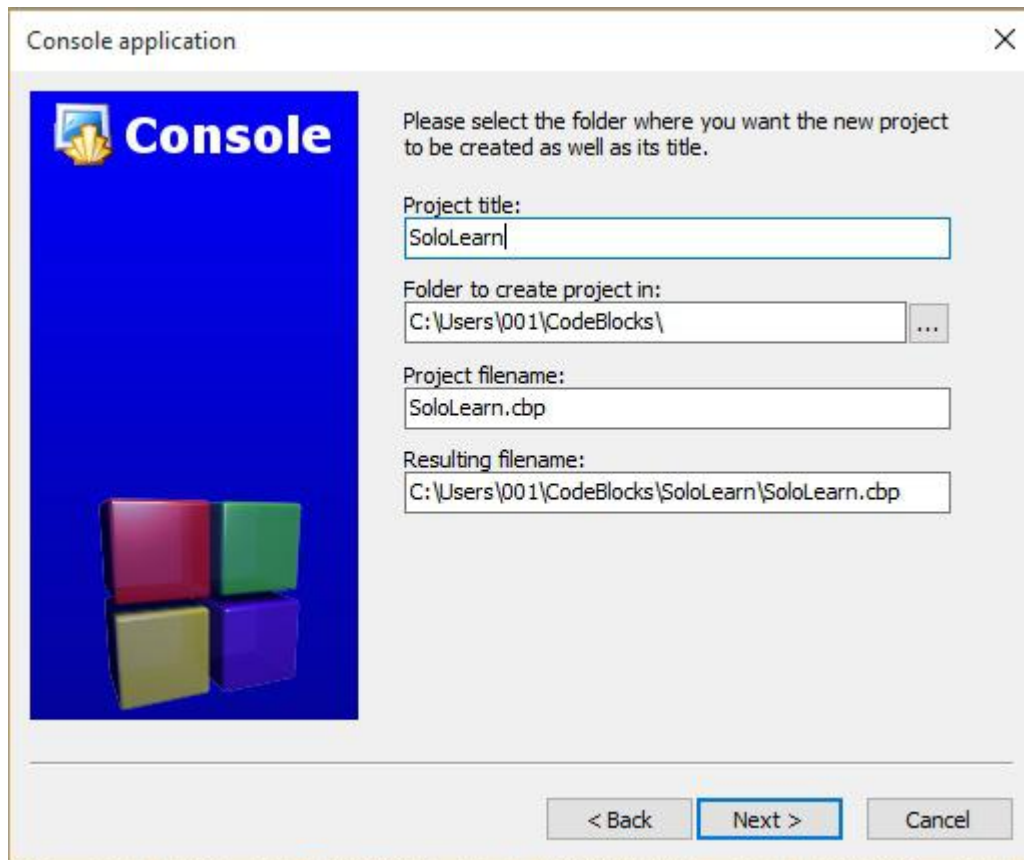 Console application
Console
Please select the folder where you want the new project
to be created as well as its title.
Project title:
SoloLearn
Folder to create project in:
C:\Users\001\CodeBlocks\
...
Project filename:
SoloLearn.cbp
Resulting filename:
C:\Users\001\CodeBlocks\SoloLearn\SoloLearn.cbp
< Back
Next >
Cancel